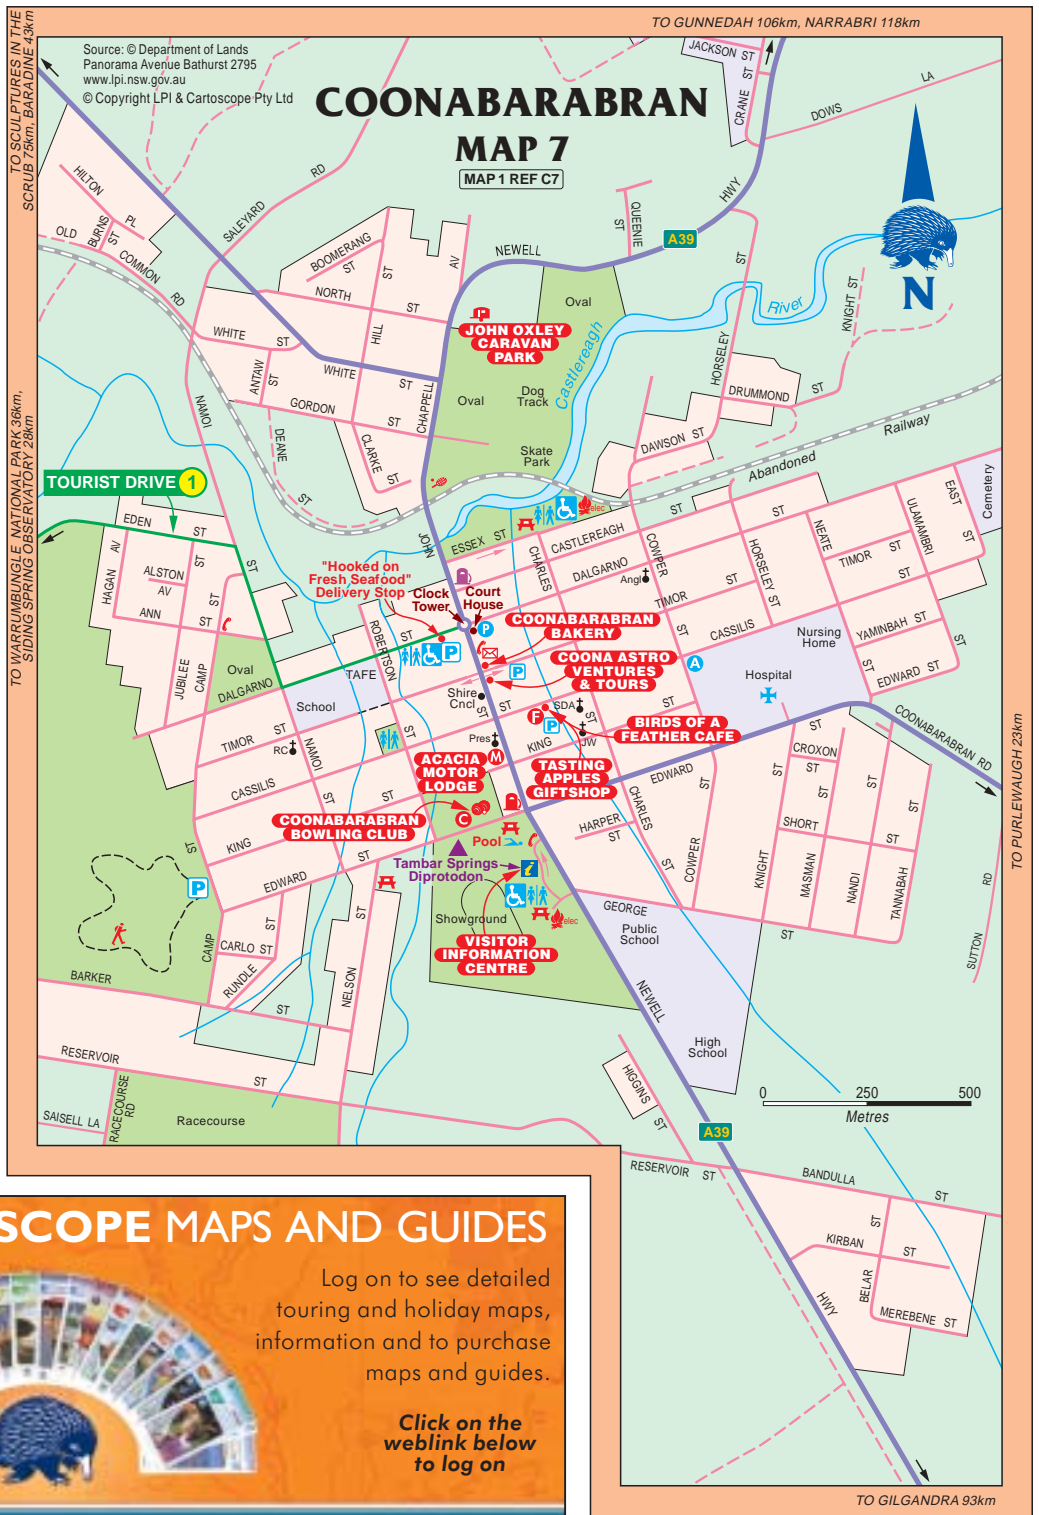 TO GUNNEDAH 106km, NARRABRI 118km
TO SCULPTURES IN THE
SCRUB 75km, BARADINE 43km
Source: © Department of Lands
Panorama Avenue Bathurst 2795
www.lpi.nsw.gov.au
© Copyright LPI & Cartoscope Pty Ltd
COONABARABRAN
MAP 7
MAP 1 REF C7
JACKSON ST
CRANE ST
DOWS LA
HILTON PL
BURNS ST
OLD COMMON RD
SALEYARD RD
BOOMERANG ST
NORTH ST
HILL ST
AV
NEWELL HWY
QUEENIE ST
A39
N
WHITE ST
WHITE ST
ANTAW ST
GORDON ST
CHAPPELL
CLARKE ST
DEANE ST
NAMOI ST
JOHN OXLEY
CARAVAN
PARK
Oval
Oval
Dog
Track
Skate
Park
Castlereagh
River
HORSELEY ST
KNIGHT ST
DRUMMOND ST
DAWSON ST
Abandoned Railway
TO WARRUMBUNGLE NATIONAL PARK 36km,
SIDING SPRING OBSERVATORY 28km
TOURIST DRIVE 1
EDEN ST
HAGAN AV
ALSTON AV
ANN ST
ST
JUBILEE
CAMP ST
Oval
DALGARNO ST
"Hooked on
Fresh Seafood"
Delivery Stop
Clock
Tower
Court
House
JOHN ST
ESSEX ST
elec
CASTLEREAGH ST
CHARLES ST
DALGARNO ST
COWPER ST
Angl
TIMOR ST
CASSILIS ST
HORSELEY ST
NEATE ST
TIMOR ST
ULAMAMBRI ST
EAST ST
Cemetery
YAMINBAH ST
EDWARD ST
Nursing
Home
Hospital
A
P
COONABARABRAN
BAKERY
COONA ASTRO
VENTURES
& TOURS
P
P
ROBERTSON ST
TAFE
School
Shire
Cncl
SDA
F
P
BIRDS OF A
FEATHER CAFE
JW
KING ST
Pres
M
TASTING
APPLES
GIFTSHOP
ACACIA
MOTOR
LODGE
C
COONABARABRAN
BOWLING CLUB
TIMOR ST
RC
NAMOI ST
CASSILIS ST
KING ST
EDWARD ST
P
Pool
Tambar Springs
Diprotodon
i
Showground
elec
VISITOR
INFORMATION
CENTRE
EDWARD ST
HARPER ST
CHARLES ST
COWPER ST
CROXON ST
SHORT ST
KNIGHT ST
MASMAN ST
NANDI ST
TANNABAH ST
COONABARABRAN RD
TO PURLEWAUGH 23km
SUTTON RD
GEORGE ST
Public
School
High
School
NEWELL HWY
CAMP ST
CARLO ST
RUNDLE ST
NELSON ST
BARKER ST
RESERVOIR ST
SAISELL LA
RACECOURSE RD
Racecourse
HIGGINS ST
0 250 500
Metres
A39
RESERVOIR ST
BANDULLA ST
KIRBAN ST
BELAR ST
MEREBENE ST
TO GILGANDRA 93km
SCOPE MAPS AND GUIDES
Log on to see detailed
touring and holiday maps,
information and to purchase
maps and guides.
Click on the
weblink below
to log on